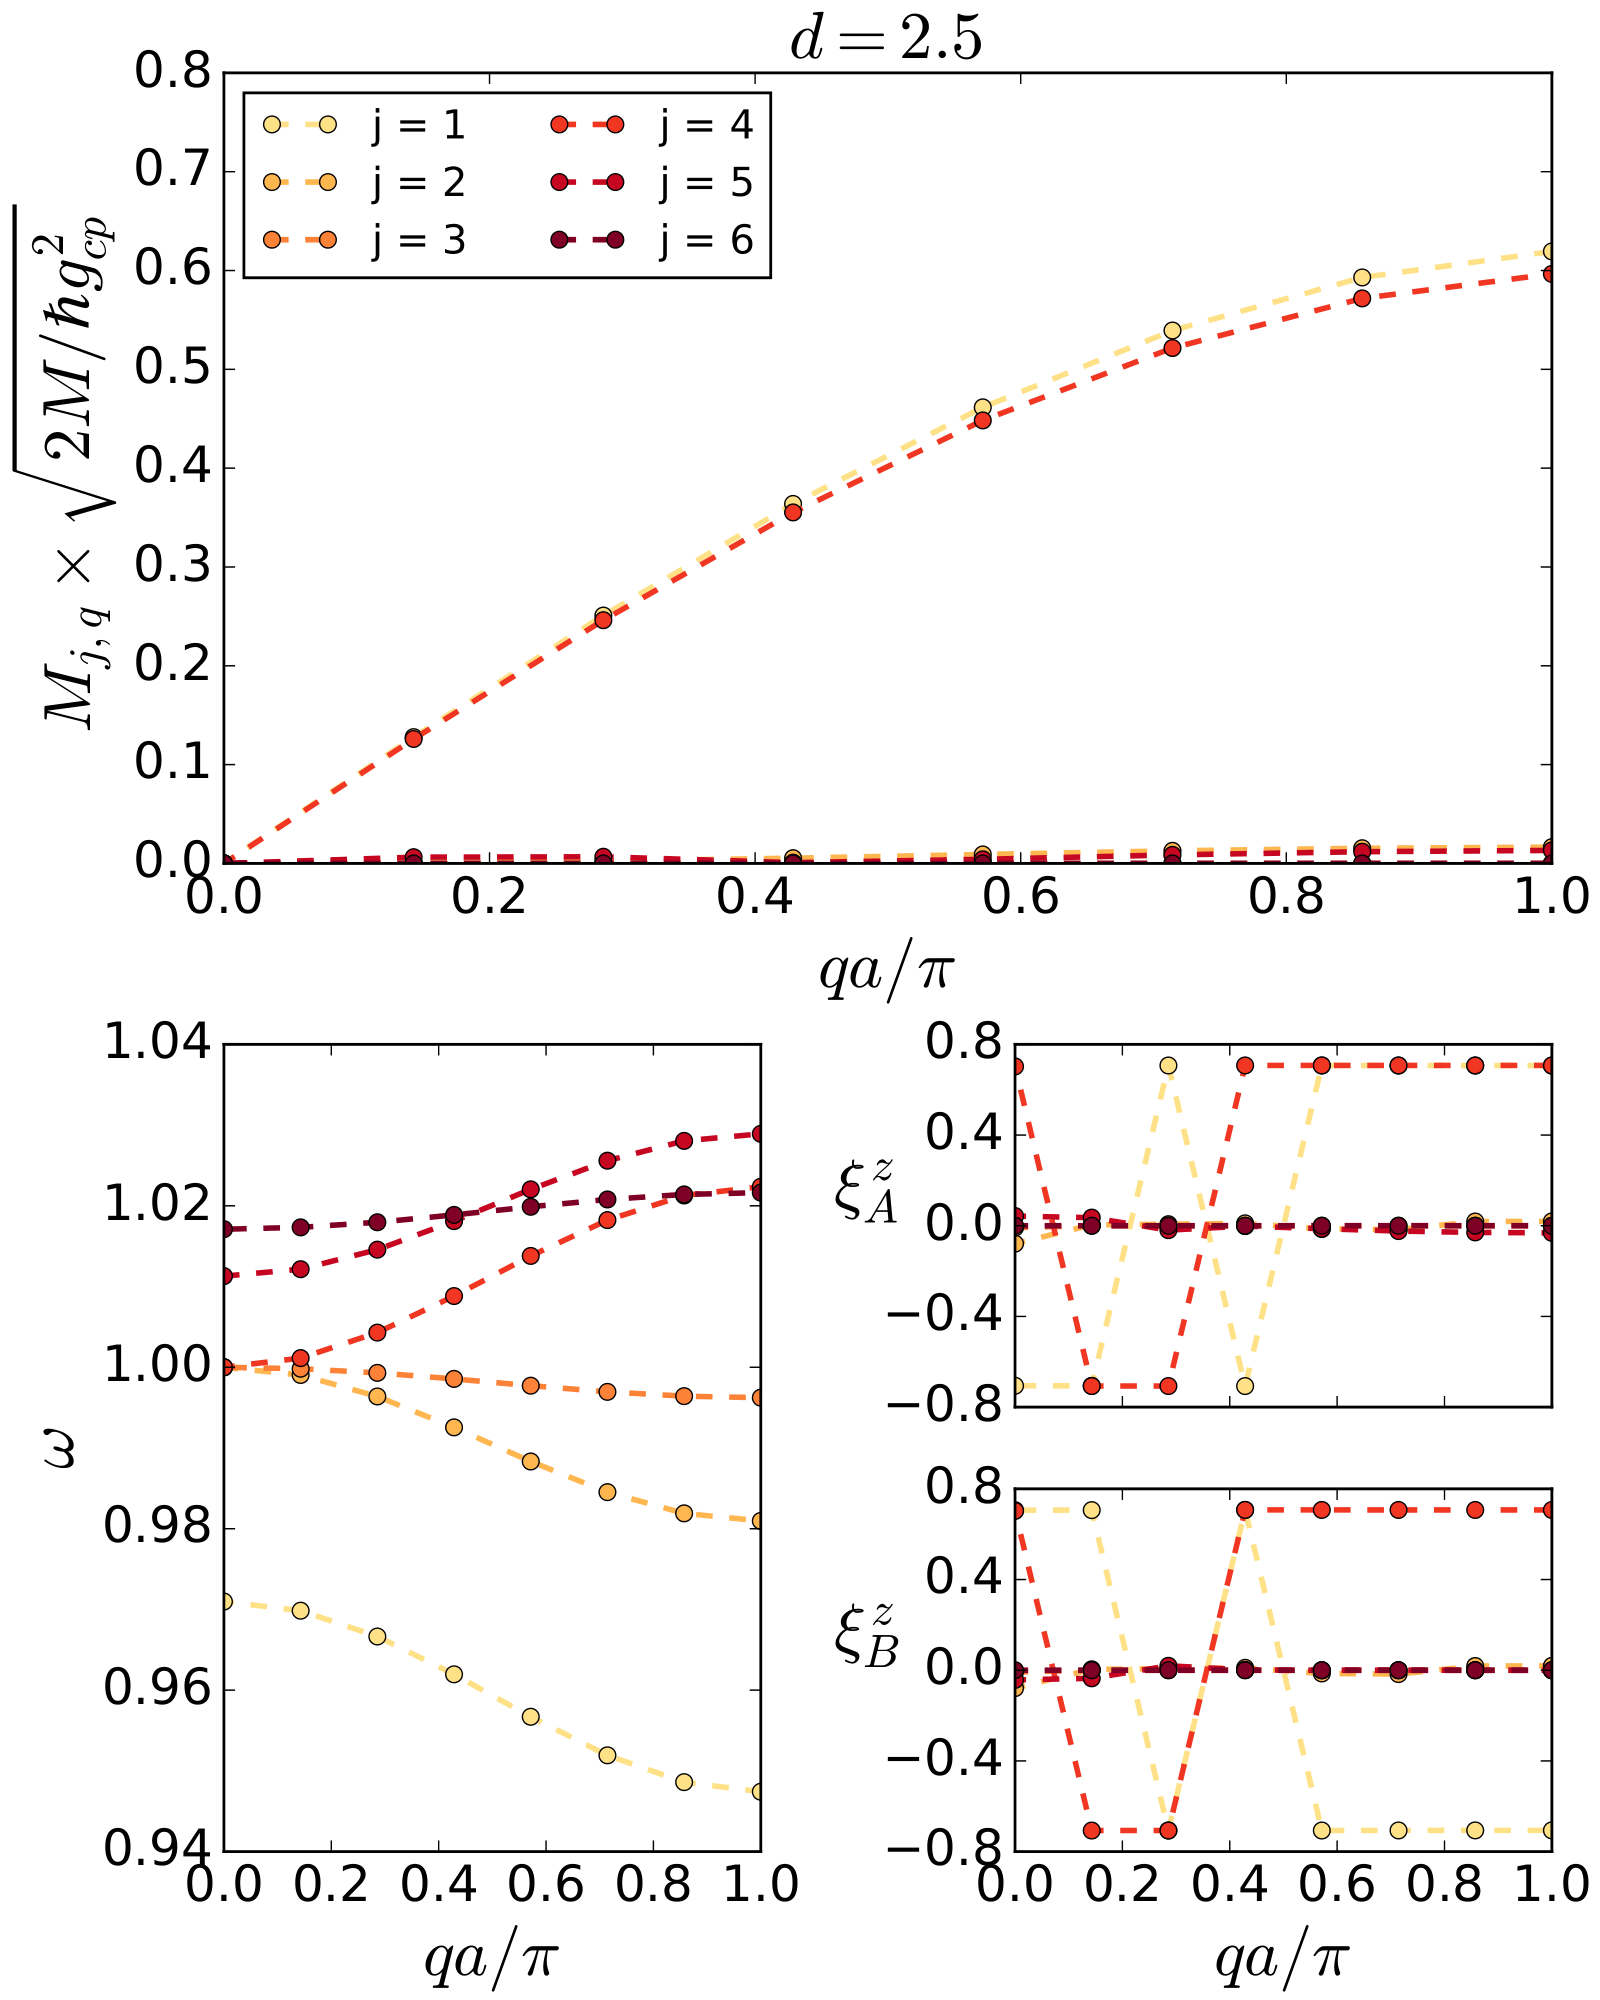 d = 2.5
M_{j, q} × √(2M/ħg²_{cp})
0.8
0.7
0.6
0.5
0.4
0.3
0.2
0.1
0.0
j = 1
j = 2
j = 3
j = 4
j = 5
j = 6
0.0 0.2 0.4 0.6 0.8 1.0
qa/π
ω
1.04
1.02
1.00
0.98
0.96
0.94
0.0 0.2 0.4 0.6 0.8 1.0
qa/π
ξ^z_A
0.8
0.4
0.0
−0.4
−0.8
ξ^z_B
0.8
0.4
0.0
−0.4
−0.8
0.0 0.2 0.4 0.6 0.8 1.0
qa/π